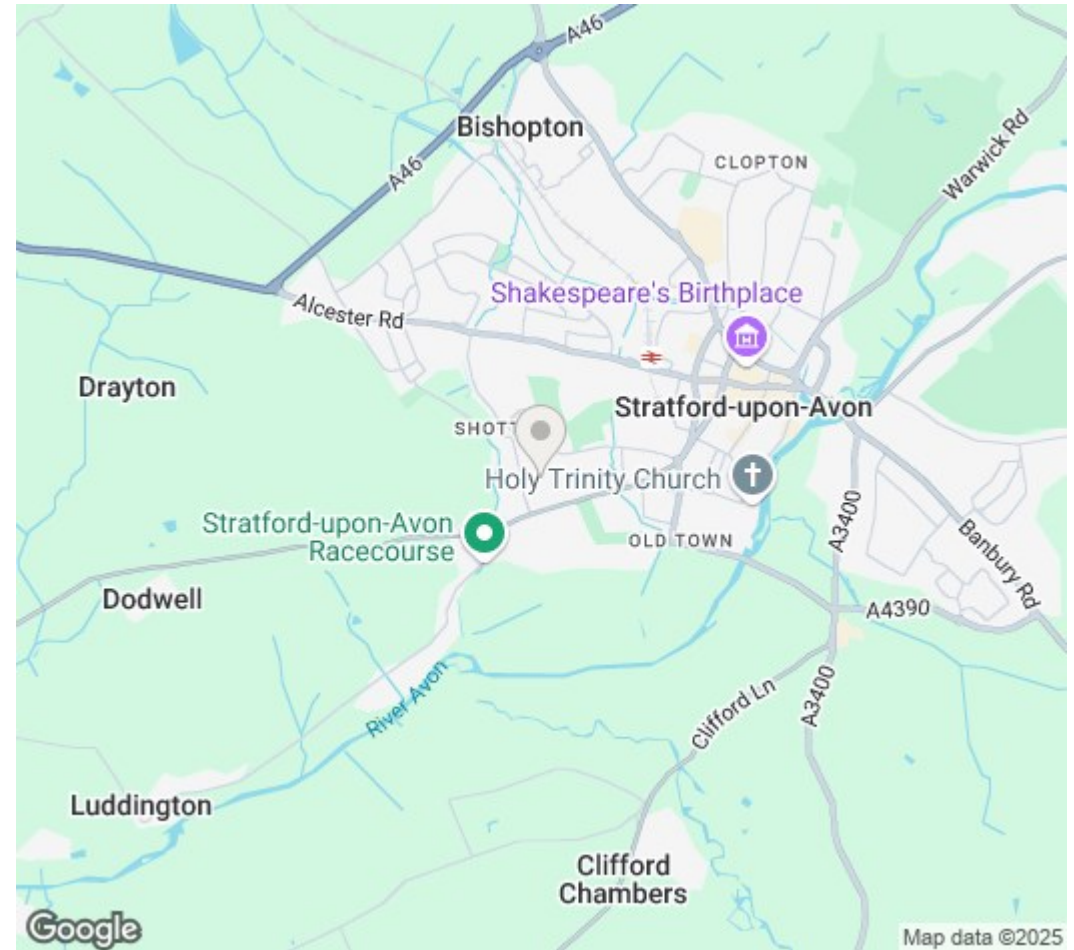 A46
Bishopton
CLOPTON
Warwick Rd
A46
Shakespeare's Birthplace
Alcester Rd
Drayton
Stratford-upon-Avon
SHOTT
Holy Trinity Church
Stratford-upon-Avon
Racecourse
OLD TOWN
A3400
Banbury Rd
Dodwell
A4390
River Avon
Clifford Ln
A3400
Luddington
Clifford
Chambers
Google
Map data ©2025